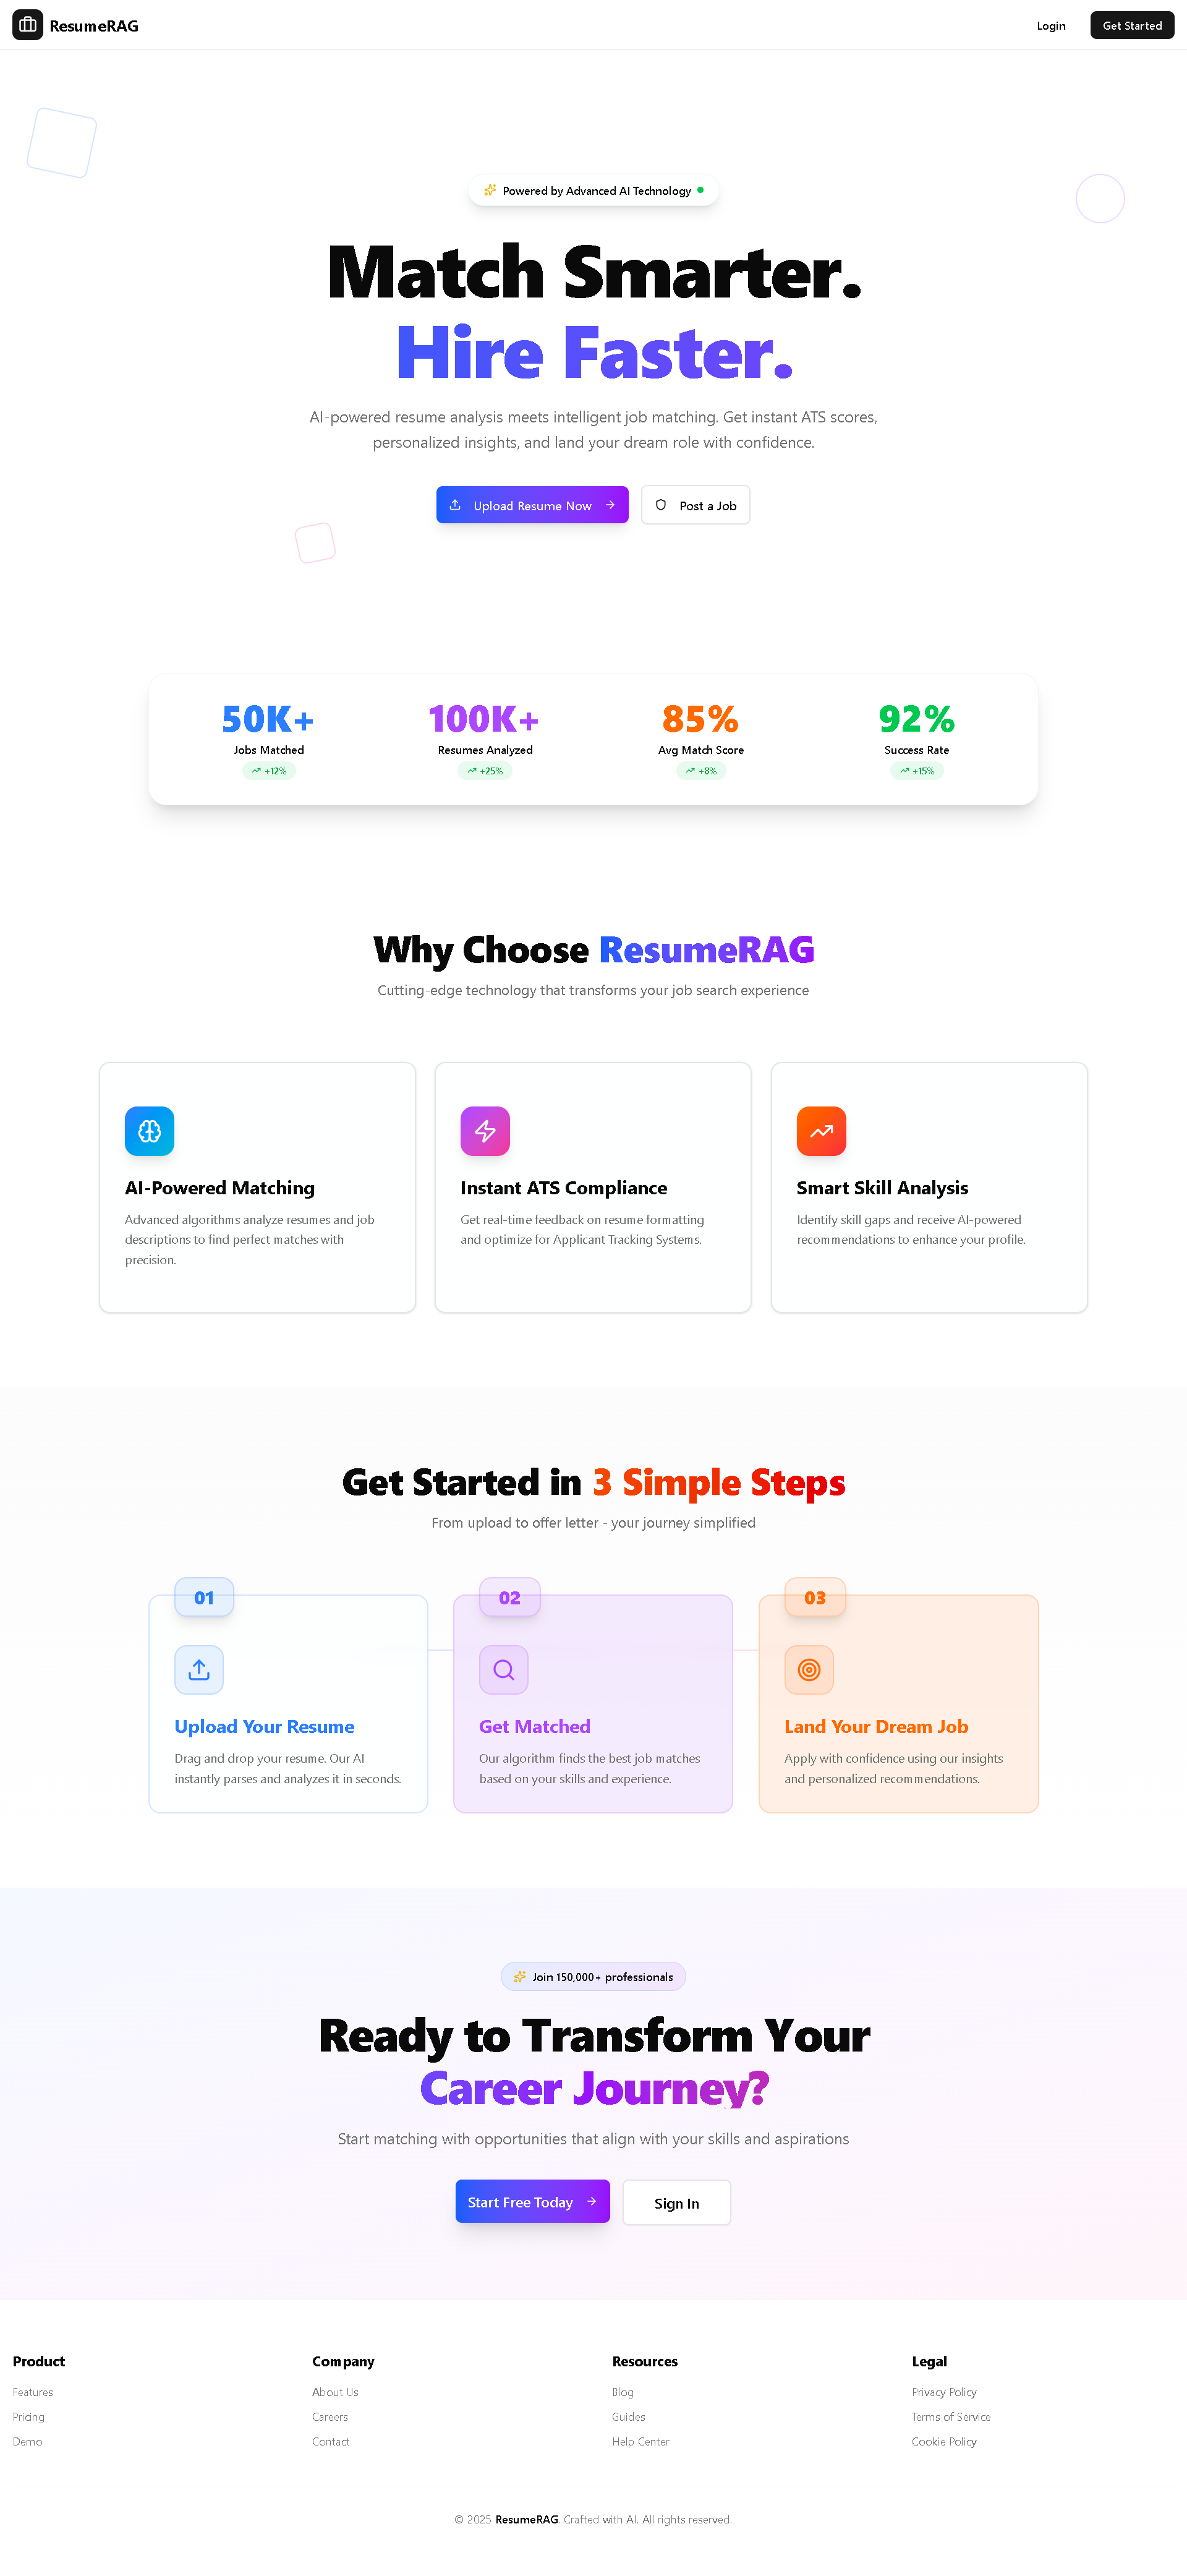 ResumeRAG
Login
Get Started
Powered by Advanced AI Technology
Match Smarter.
Hire Faster.
AI-powered resume analysis meets intelligent job matching. Get instant ATS scores,
personalized insights, and land your dream role with confidence.
Upload Resume Now
Post a Job
50K+
Jobs Matched
+12%
100K+
Resumes Analyzed
+25%
85%
Avg Match Score
+8%
92%
Success Rate
+15%
Why Choose ResumeRAG
Cutting-edge technology that transforms your job search experience
AI-Powered Matching
Advanced algorithms analyze resumes and job
descriptions to find perfect matches with
precision.
Instant ATS Compliance
Get real-time feedback on resume formatting
and optimize for Applicant Tracking Systems.
Smart Skill Analysis
Identify skill gaps and receive AI-powered
recommendations to enhance your profile.
Get Started in 3 Simple Steps
From upload to offer letter - your journey simplified
01
Upload Your Resume
Drag and drop your resume. Our AI
instantly parses and analyzes it in seconds.
02
Get Matched
Our algorithm finds the best job matches
based on your skills and experience.
03
Land Your Dream Job
Apply with confidence using our insights
and personalized recommendations.
Join 150,000+ professionals
Ready to Transform Your
Career Journey?
Start matching with opportunities that align with your skills and aspirations
Start Free Today
Sign In
Product
Features
Pricing
Demo
Company
About Us
Careers
Contact
Resources
Blog
Guides
Help Center
Legal
Privacy Policy
Terms of Service
Cookie Policy
© 2025 ResumeRAG. Crafted with AI. All rights reserved.